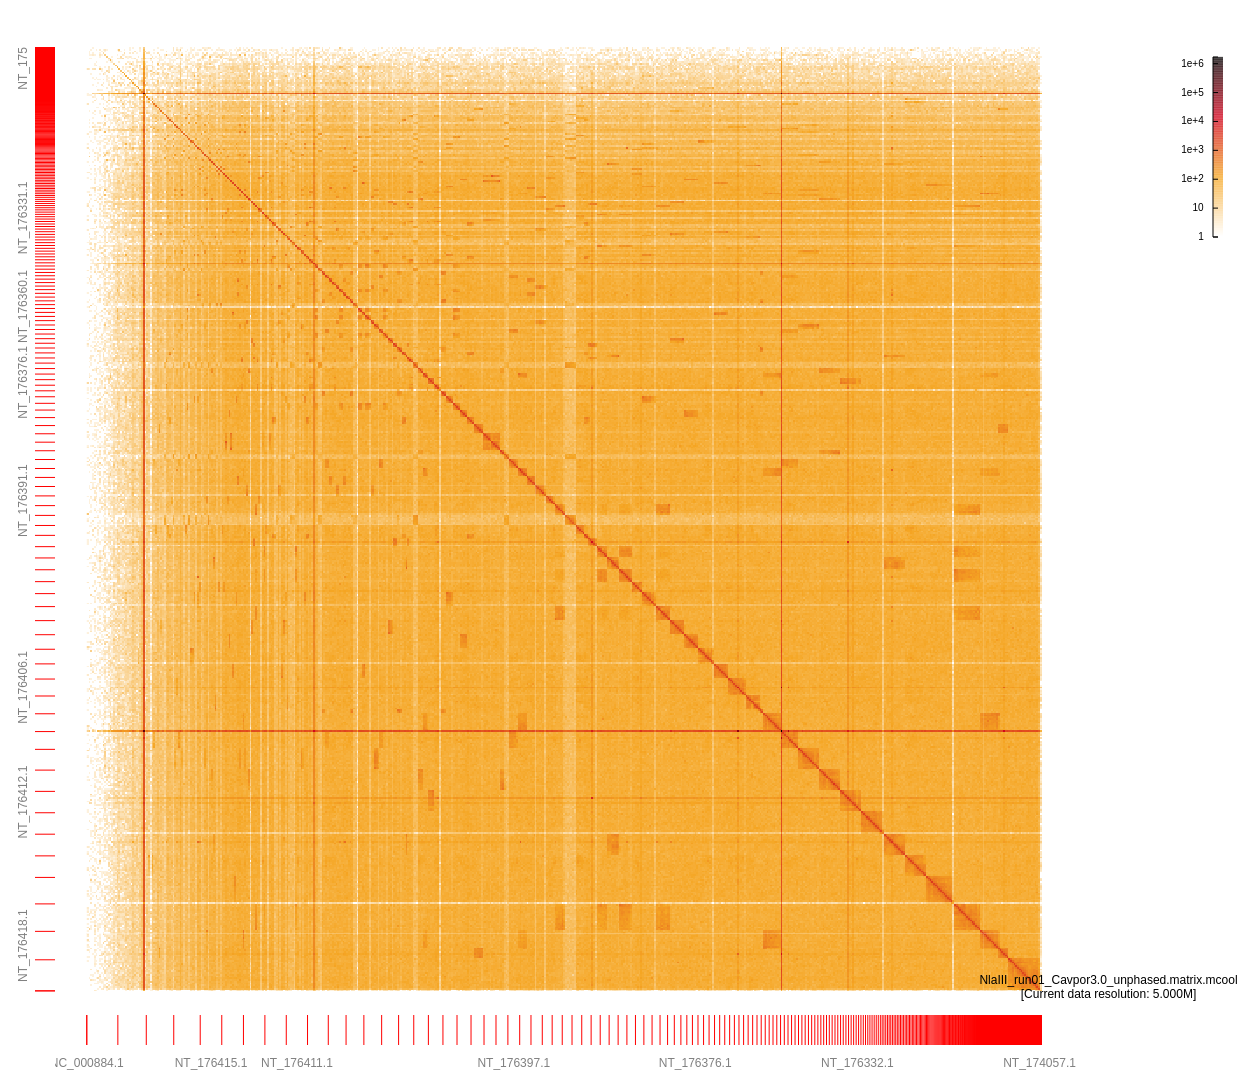 NT_175
NT_176331.1
NT_176360.1
NT_176376.1
NT_176391.1
NT_176406.1
NT_176412.1
NT_176418.1
1e+6
1e+5
1e+4
1e+3
1e+2
10
1
NlaIII_run01_Cavpor3.0_unphased.matrix.mcool
[Current data resolution: 5.000M]
NC_000884.1
NT_176415.1
NT_176411.1
NT_176397.1
NT_176376.1
NT_176332.1
NT_174057.1